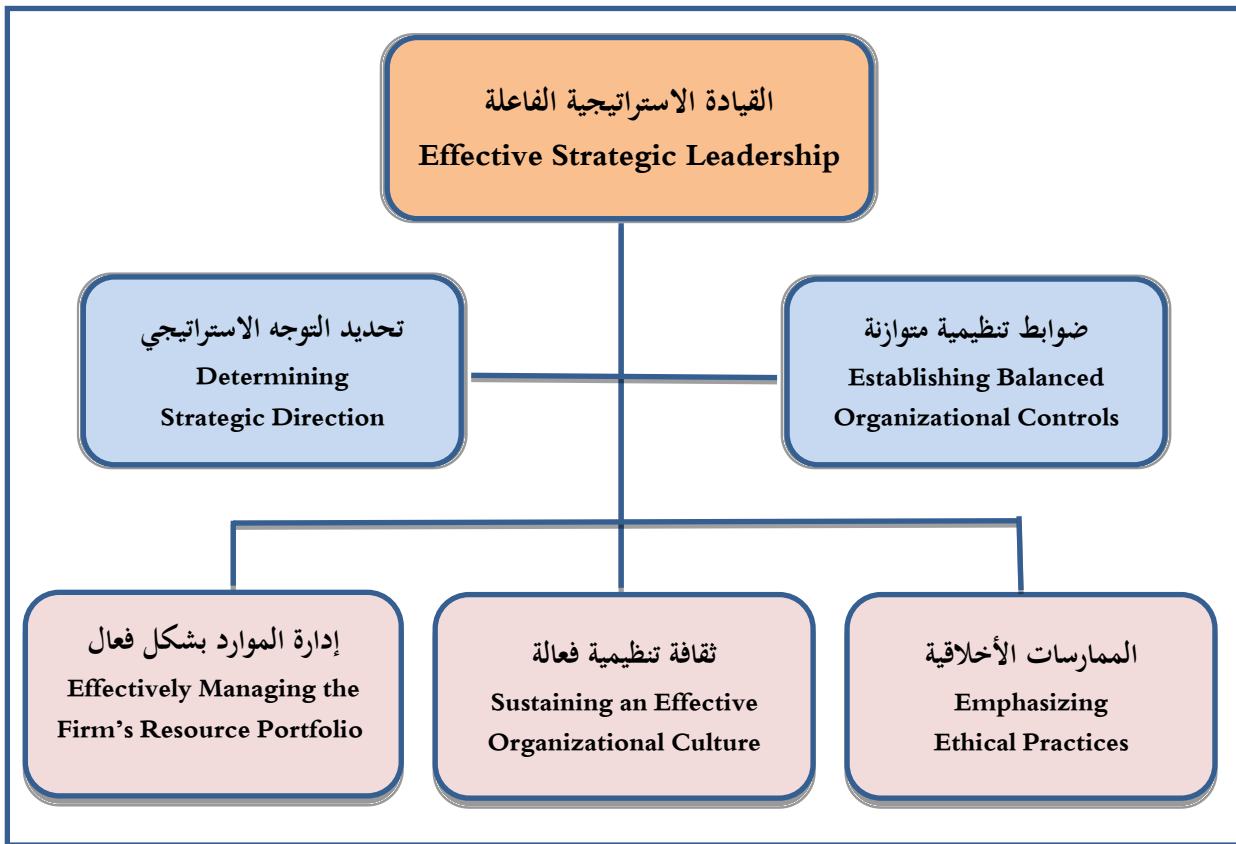 القيادة الاستراتيجية الفاعلة
Effective Strategic Leadership
تحديد التوجه الاستراتيجي
Determining
Strategic Direction
ضوابط تنظيمية متوازنة
Establishing Balanced
Organizational Controls
إدارة الموارد بشكل فعال
Effectively Managing the
Firm's Resource Portfolio
ثقافة تنظيمية فعالة
Sustaining an Effective
Organizational Culture
الممارسات الأخلاقية
Emphasizing
Ethical Practices